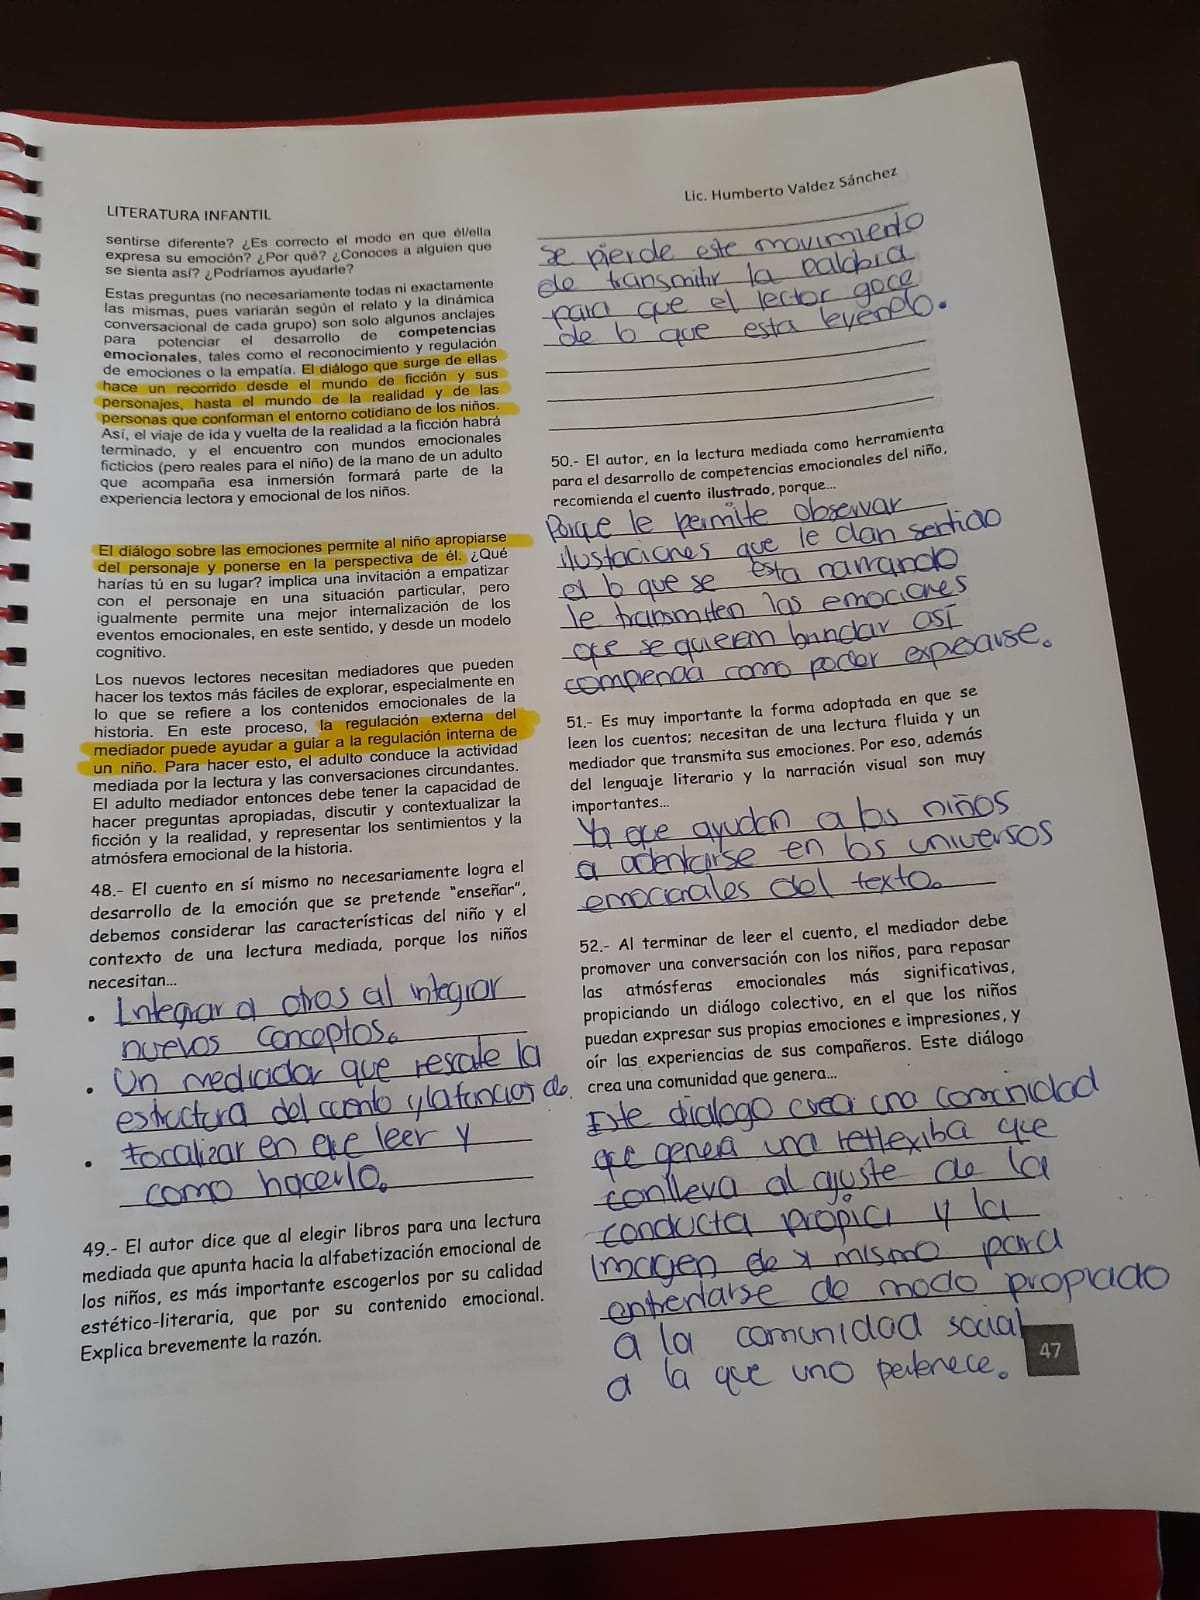 LITERATURA INFANTIL
Lic. Humberto Valdez Sánchez
sentirse diferente? ¿Es correcto el modo en que él/ella
expresa su emoción? ¿Por qué? ¿Conoces a alguien que
se sienta así? ¿Podríamos ayudarle?
Estas preguntas (no necesariamente todas ni exactamente
las mismas, pues variarán según el relato y la dinámica
conversacional de cada grupo) son solo algunos anclajes
para potenciar el desarrollo de competencias
emocionales, tales como el reconocimiento y regulación
de emociones o la empatía. El diálogo que surge de ellas
hace un recorrido desde el mundo de ficción y sus
personajes, hasta el mundo de la realidad y de las
personas que conforman el entorno cotidiano de los niños.
Así, el viaje de ida y vuelta de la realidad a la ficción habrá
terminado, y el encuentro con mundos emocionales
ficticios (pero reales para el niño) de la mano de un adulto
que acompaña esa inmersión formará parte de la
experiencia lectora y emocional de los niños.
El diálogo sobre las emociones permite al niño apropiarse
del personaje y ponerse en la perspectiva de él. ¿Qué
harías tú en su lugar? implica una invitación a empatizar
con el personaje en una situación particular, pero
igualmente permite una mejor internalización de los
eventos emocionales, en este sentido, y desde un modelo
cognitivo.
Los nuevos lectores necesitan mediadores que puedan
hacer los textos más fáciles de explorar, especialmente en
lo que se refiere a los contenidos emocionales de la
historia. En este proceso, la regulación externa del
mediador puede ayudar a guiar a la regulación interna de
un niño. Para hacer esto, el adulto conduce la actividad
mediada por la lectura y las conversaciones circundantes.
El adulto mediador entonces debe tener la capacidad de
hacer preguntas apropiadas, discutir y contextualizar la
ficción y la realidad, y representar los sentimientos y la
atmósfera emocional de la historia.
48.- El cuento en sí mismo no necesariamente logra el
desarrollo de la emoción que se pretende "enseñar",
debemos considerar las características del niño y el
contexto de una lectura mediada, porque los niños
necesitan...
• Integrar a otros al integrar
nuevos conceptos.
• Un mediador que resalte la
estructura del cuento y la funcion de.
• Focalizar en que leer y
como hacerlo.
49.- El autor dice que al elegir libros para una lectura
mediada que apunta hacia la alfabetización emocional de
los niños, es más importante escogerlos por su calidad
estético-literaria, que por su contenido emocional.
Explica brevemente la razón.
se pierde este movimiento
de transmitir la palabra
para que el lector goce
de lo que esta leyendo.
50.- El autor, en la lectura mediada como herramienta
para el desarrollo de competencias emocionales del niño,
recomienda el cuento ilustrado, porque...
Porque le permite observar
ilustaciones que le dan sentido
a lo que se esta narrando
le transmiten las emociones
que se quieren brindar así
comprenda como poder expesarse.
51.- Es muy importante la forma adoptada en que se
leen los cuentos; necesitan de una lectura fluida y un
mediador que transmita sus emociones. Por eso, además
del lenguaje literario y la narración visual son muy
importantes...
Ya que ayudan a los niños
a adentrarse en los universos
emocionales del texto.
52.- Al terminar de leer el cuento, el mediador debe
promover una conversación con los niños, para repasar
las atmósferas emocionales más significativas,
propiciando un diálogo colectivo, en el que los niños
puedan expresar sus propias emociones e impresiones, y
oír las experiencias de sus compañeros. Este diálogo
crea una comunidad que genera...
Este dialogo crea una comunidad
que genera una reflexiba que
conlleva al ajuste de la
conducta propia y la
imagen de x mismo para
enfrentarse de modo propiado
a la comunidad social
a la que uno pertenece.
47